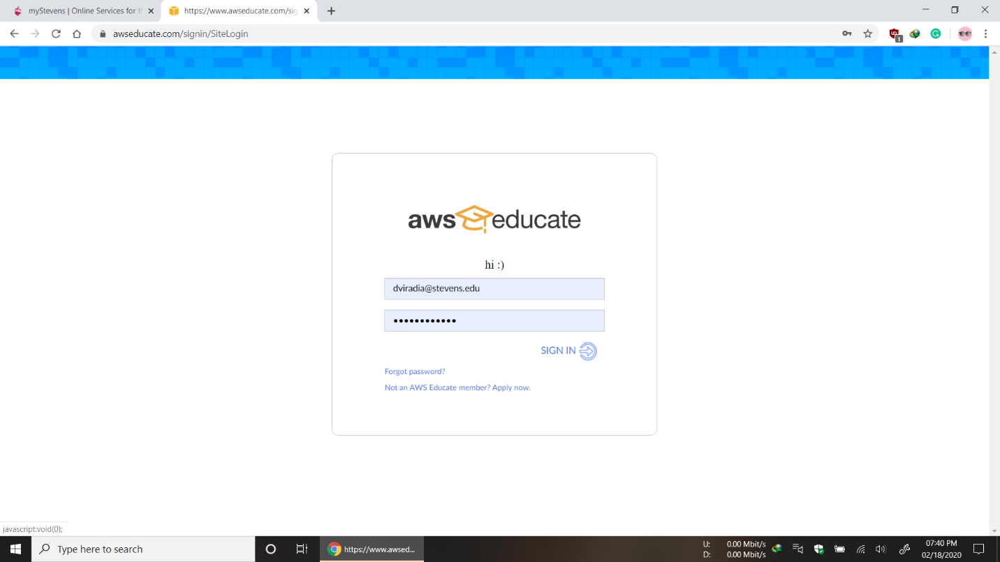 myStevens | Online Services for t
https://www.awseducate.com/sig
awseducate.com/signin/SiteLogin
1
aws educate
hi :)
dviradia@stevens.edu
••••••••••••
SIGN IN
Forgot password?
Not an AWS Educate member? Apply now.
javascript:void(0);
Type here to search
https://www.awsed...
U: 0.00 Mbit/s
D: 0.00 Mbit/s
07:40 PM
02/18/2020